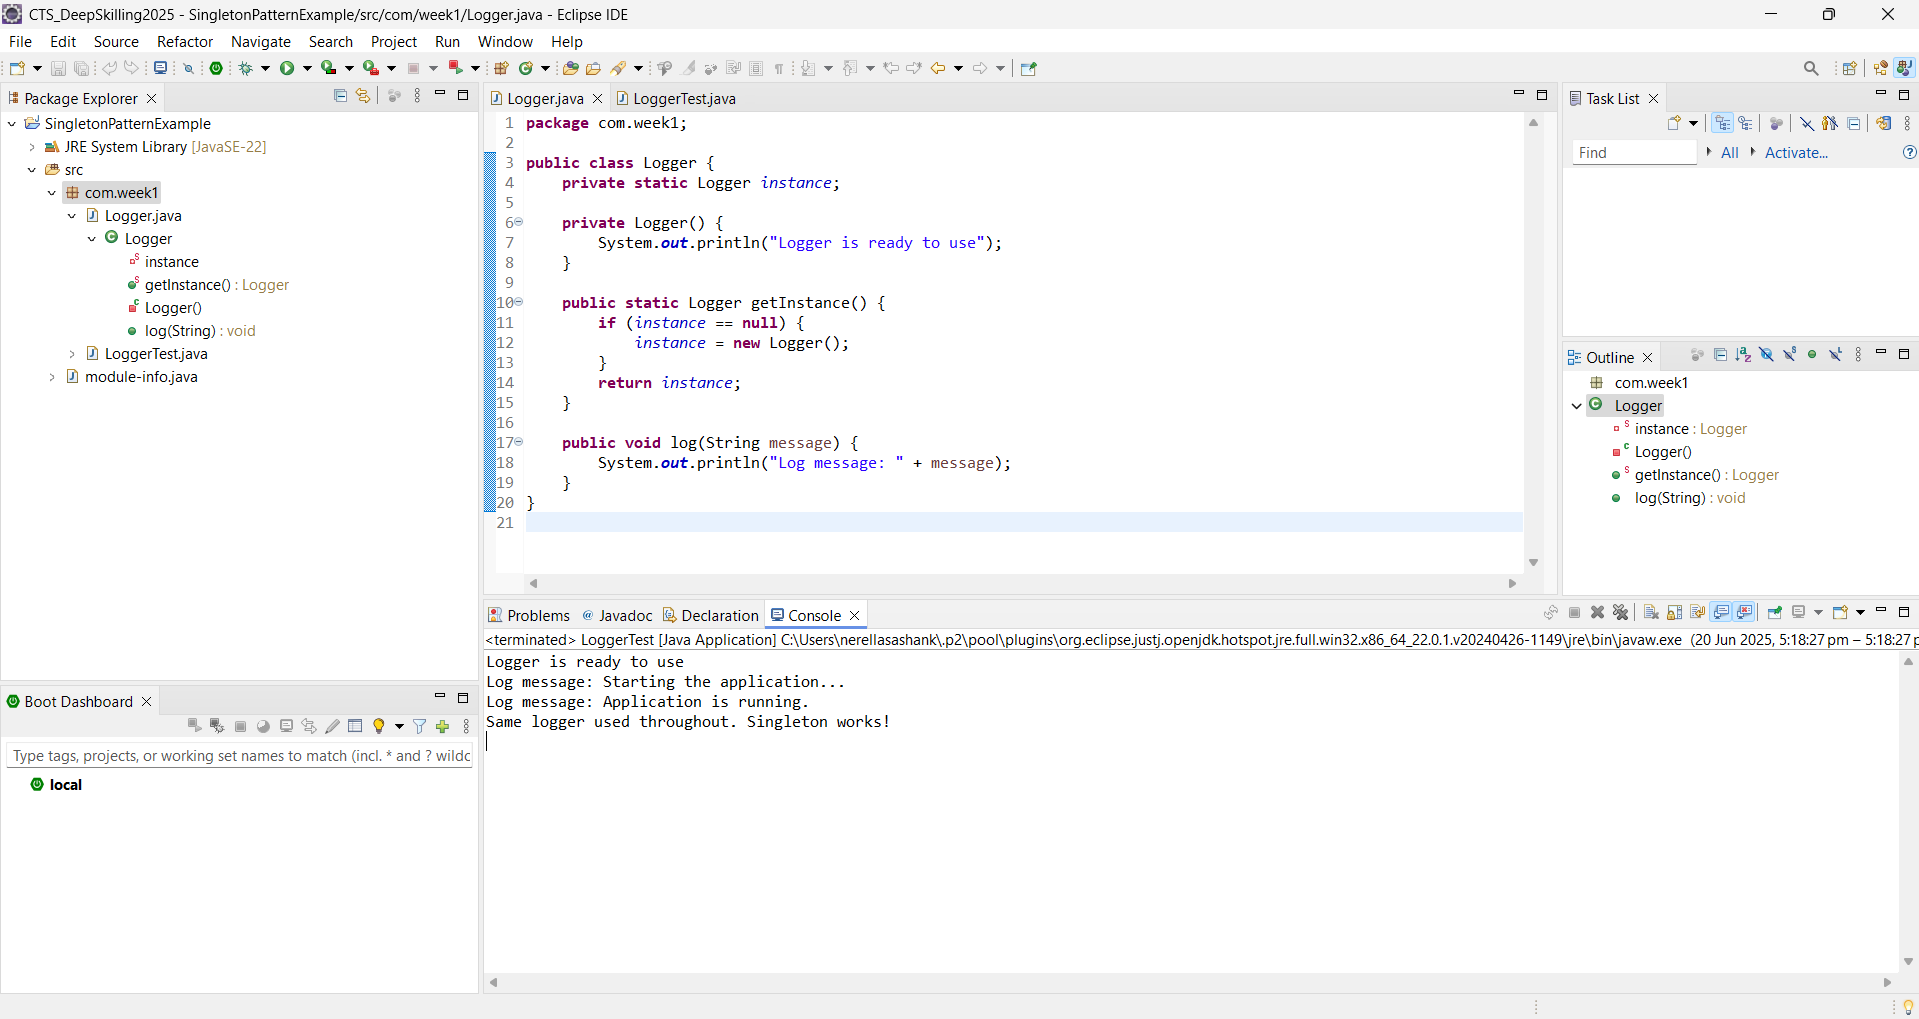 CTS_DeepSkilling2025 - SingletonPatternExample/src/com/week1/Logger.java - Eclipse IDE
File Edit Source Refactor Navigate Search Project Run Window Help
Package Explorer
SingletonPatternExample
JRE System Library [JavaSE-22]
src
com.week1
Logger.java
Logger
instance
getInstance() : Logger
Logger()
log(String) : void
LoggerTest.java
module-info.java
Boot Dashboard
Type tags, projects, or working set names to match (incl. * and ? wildc
local
Logger.java LoggerTest.java
1 package com.week1;
2
3 public class Logger {
4     private static Logger instance;
5
6     private Logger() {
7         System.out.println("Logger is ready to use");
8     }
9
10     public static Logger getInstance() {
11         if (instance == null) {
12             instance = new Logger();
13         }
14         return instance;
15     }
16
17     public void log(String message) {
18         System.out.println("Log message: " + message);
19     }
20 }
21
Problems Javadoc Declaration Console
<terminated> LoggerTest [Java Application] C:\Users\nerellasashank\.p2\pool\plugins\org.eclipse.justj.openjdk.hotspot.jre.full.win32.x86_64_22.0.1.v20240426-1149\jre\bin\javaw.exe (20 Jun 2025, 5:18:27 pm – 5:18:27 p
Logger is ready to use
Log message: Starting the application...
Log message: Application is running.
Same logger used throughout. Singleton works!
Task List
Find All Activate...
Outline
com.week1
Logger
instance : Logger
Logger()
getInstance() : Logger
log(String) : void